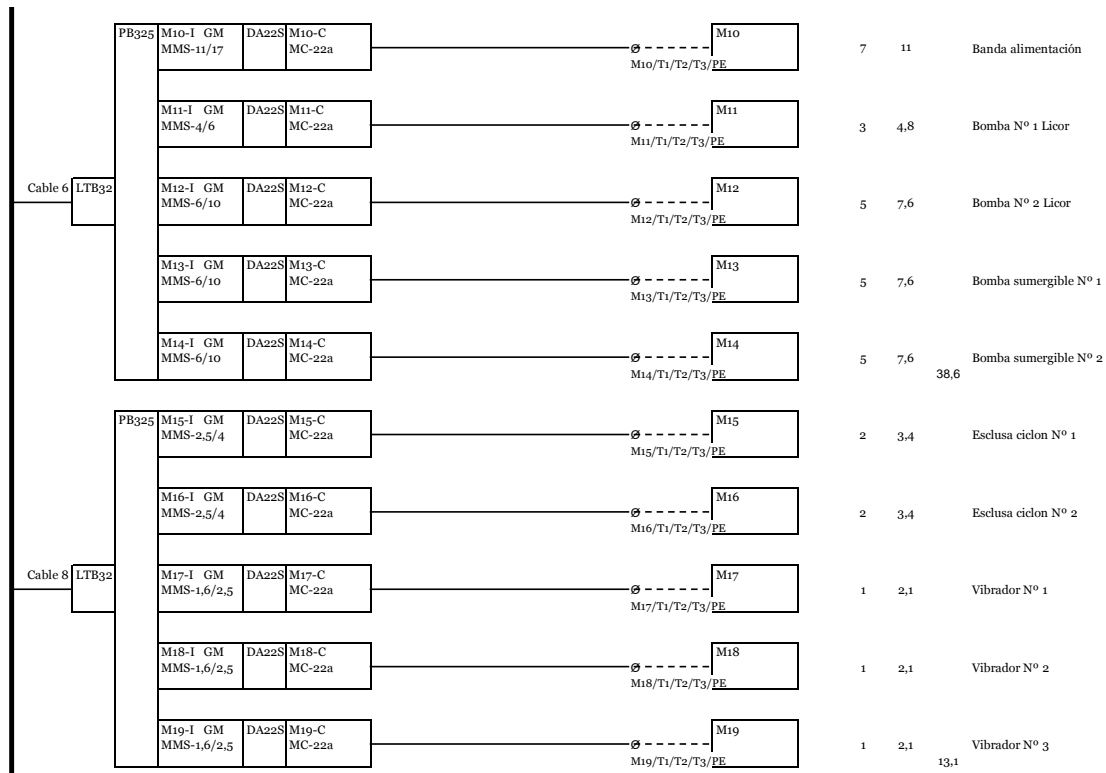 PB325 M10-I GM DA22S M10-C M10
MMS-11/17 MC-22a 7 11 Banda alimentación
M10/T1/T2/T3/PE
M11-I GM DA22S M11-C M11
MMS-4/6 MC-22a 3 4,8 Bomba Nº 1 Licor
M11/T1/T2/T3/PE
Cable 6 LTB32 M12-I GM DA22S M12-C M12
MMS-6/10 MC-22a 5 7,6 Bomba Nº 2 Licor
M12/T1/T2/T3/PE
M13-I GM DA22S M13-C M13
MMS-6/10 MC-22a 5 7,6 Bomba sumergible Nº 1
M13/T1/T2/T3/PE
M14-I GM DA22S M14-C M14
MMS-6/10 MC-22a 5 7,6 Bomba sumergible Nº 2
M14/T1/T2/T3/PE 38,6
PB325 M15-I GM DA22S M15-C M15
MMS-2,5/4 MC-22a 2 3,4 Esclusa ciclon Nº 1
M15/T1/T2/T3/PE
M16-I GM DA22S M16-C M16
MMS-2,5/4 MC-22a 2 3,4 Esclusa ciclon Nº 2
M16/T1/T2/T3/PE
Cable 8 LTB32 M17-I GM DA22S M17-C M17
MMS-1,6/2,5 MC-22a 1 2,1 Vibrador Nº 1
M17/T1/T2/T3/PE
M18-I GM DA22S M18-C M18
MMS-1,6/2,5 MC-22a 1 2,1 Vibrador Nº 2
M18/T1/T2/T3/PE
M19-I GM DA22S M19-C M19
MMS-1,6/2,5 MC-22a 1 2,1 Vibrador Nº 3
M19/T1/T2/T3/PE 13,1